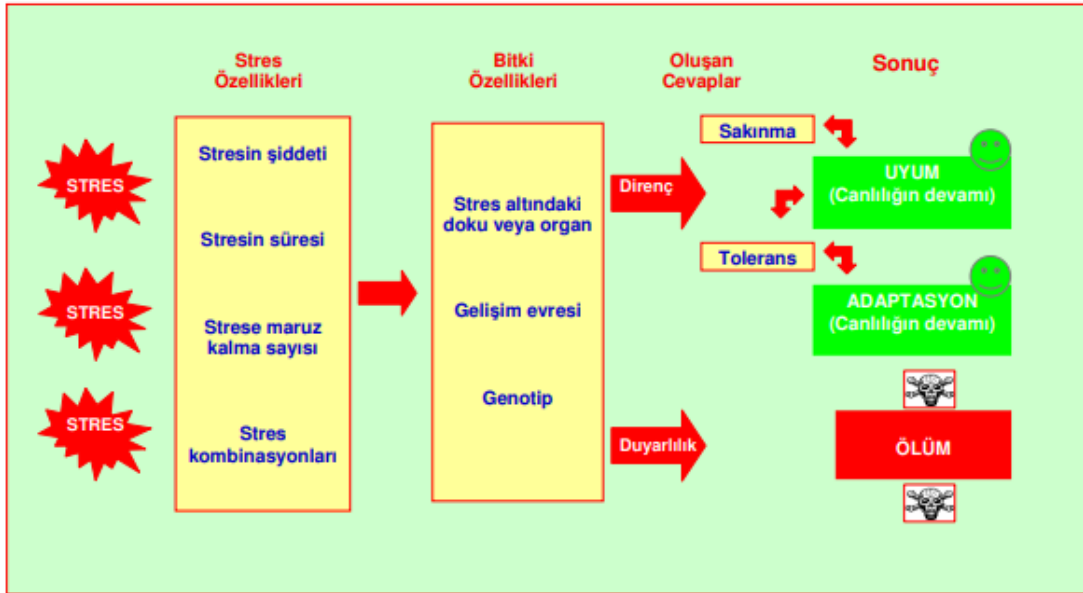 Stres
Özellikleri
Bitki
Özellikleri
Oluşan
Cevaplar
Sonuç
STRES
STRES
STRES
Stresin şiddeti
Stresin süresi
Strese maruz
kalma sayısı
Stres
kombinasyonları
Stres altındaki
doku veya organ
Gelişim evresi
Genotip
Direnç
Duyarlılık
Sakınma
Tolerans
UYUM
(Canlılığın devamı)
ADAPTASYON
(Canlılığın devamı)
ÖLÜM